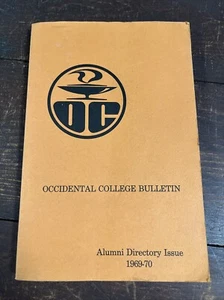 OC
OCCIDENTAL COLLEGE BULLETIN
Alumni Directory Issue
1969-70